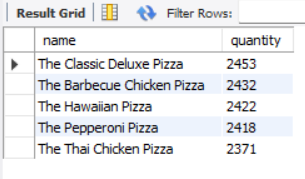 Result Grid Filter Rows:
name quantity
The Classic Deluxe Pizza 2453
The Barbecue Chicken Pizza 2432
The Hawaiian Pizza 2422
The Pepperoni Pizza 2418
The Thai Chicken Pizza 2371